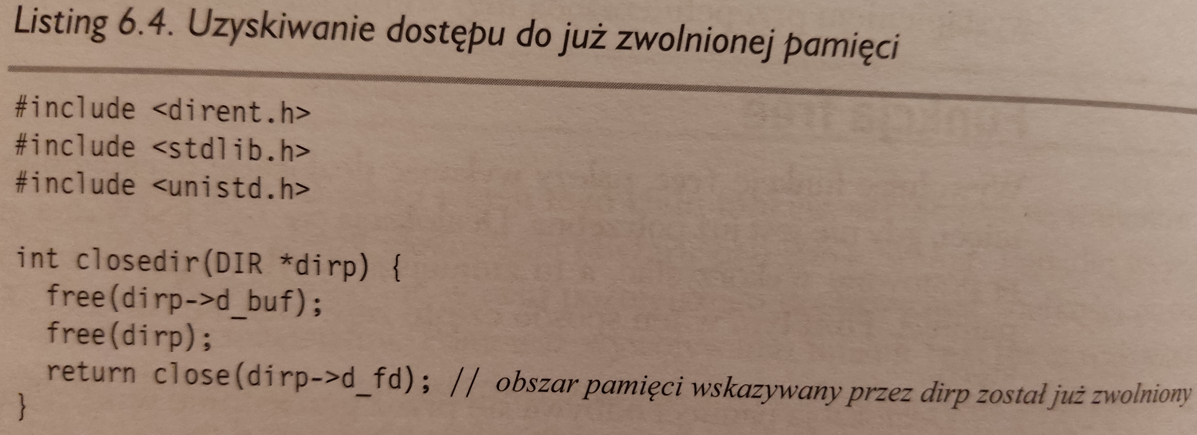 Listing 6.4. Uzyskiwanie dostępu do już zwolnionej pamięci
#include <dirent.h>
#include <stdlib.h>
#include <unistd.h>
int closedir(DIR *dirp) {
free(dirp->d_buf);
free(dirp);
return close(dirp->d_fd); // obszar pamięci wskazywany przez dirp został już zwolniony
}